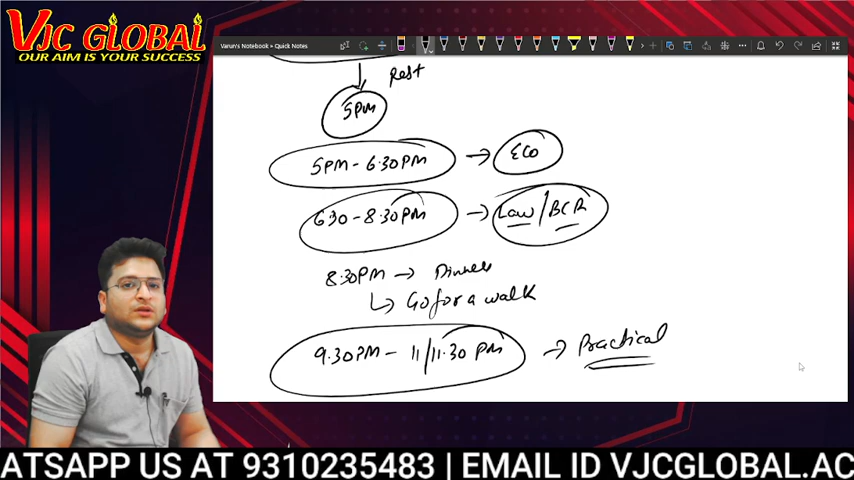 VJC GLOBAL
OUR AIM IS YOUR SUCCESS
Varun's Notebook » Quick Notes
Rest
5PM
5PM - 6.30PM → ECO
6.30 - 8.30PM → Law/BCR
8.30PM → Dinner
↳ Go for a walk
9.30PM - 11/11.30 PM → Practical
ATSAPP US AT 9310235483 | EMAIL ID VJCGLOBAL.AC